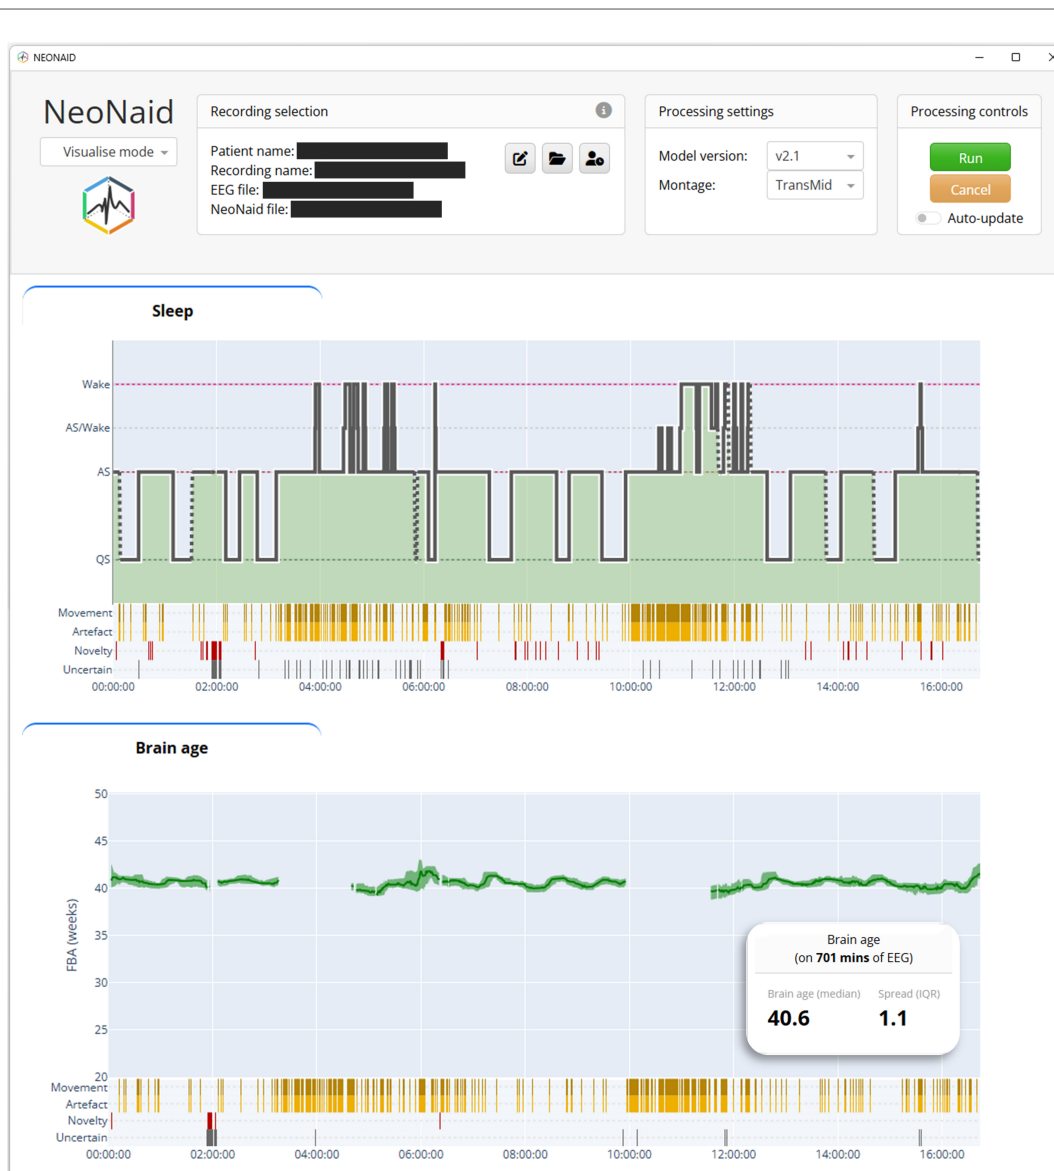 NEONAID
NeoNaid
Visualise mode
Recording selection
Patient name:
Recording name:
EEG file:
NeoNaid file:
Processing settings
Model version: v2.1
Montage: TransMid
Processing controls
Run
Cancel
Auto-update
Sleep
Wake
AS/Wake
AS
QS
Movement
Artefact
Novelty
Uncertain
00:00:00 02:00:00 04:00:00 06:00:00 08:00:00 10:00:00 12:00:00 14:00:00 16:00:00
Brain age
50
45
40
35
30
25
20
FBA (weeks)
Brain age
(on 701 mins of EEG)
Brain age (median) Spread (IQR)
40.6 1.1
Movement
Artefact
Novelty
Uncertain
00:00:00 02:00:00 04:00:00 06:00:00 08:00:00 10:00:00 12:00:00 14:00:00 16:00:00